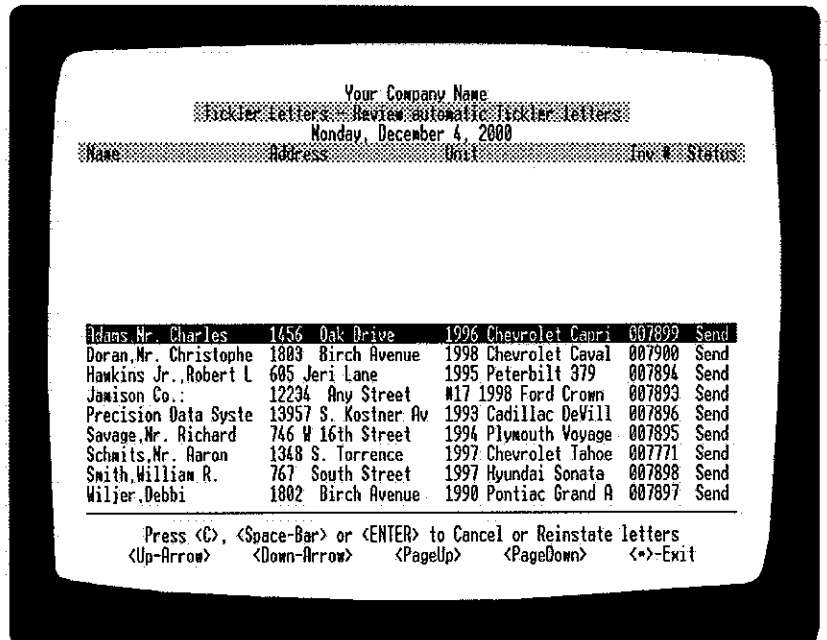 Your Company Name
Tickler Letters - Review automatic Tickler letters
Monday, December 4, 2000
Name Address Unit Inv # Status
Adams,Mr. Charles 1456 Oak Drive 1996 Chevrolet Capri 007899 Send
Doran,Mr. Christophe 1803 Birch Avenue 1998 Chevrolet Caval 007900 Send
Hawkins Jr.,Robert L 605 Jeri Lane 1995 Peterbilt 379 007894 Send
Jamison Co.: 12234 Any Street #17 1998 Ford Crown 007893 Send
Precision Data Syste 13957 S. Kostner Av 1993 Cadillac DeVill 007896 Send
Savage,Mr. Richard 746 W 16th Street 1994 Plymouth Voyage 007895 Send
Schmits,Mr. Aaron 1348 S. Torrence 1997 Chevrolet Tahoe 007771 Send
Smith,William R. 767 South Street 1997 Hyundai Sonata 007898 Send
Wiljer,Debbi 1802 Birch Avenue 1990 Pontiac Grand A 007897 Send
Press <C>, <Space-Bar> or <ENTER> to Cancel or Reinstate letters
<Up-Arrow> <Down-Arrow> <PageUp> <PageDown> <*>-Exit